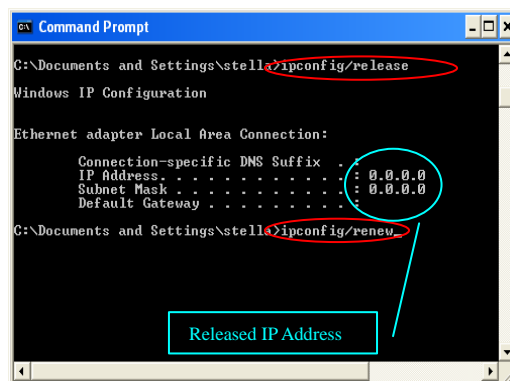 Command Prompt
C:\Documents and Settings\stella>ipconfig/release
Windows IP Configuration
Ethernet adapter Local Area Connection:
Connection-specific DNS Suffix . :
IP Address. . . . . . . . . . . . : 0.0.0.0
Subnet Mask . . . . . . . . . . . : 0.0.0.0
Default Gateway . . . . . . . . . :
C:\Documents and Settings\stella>ipconfig/renew_
Released IP Address